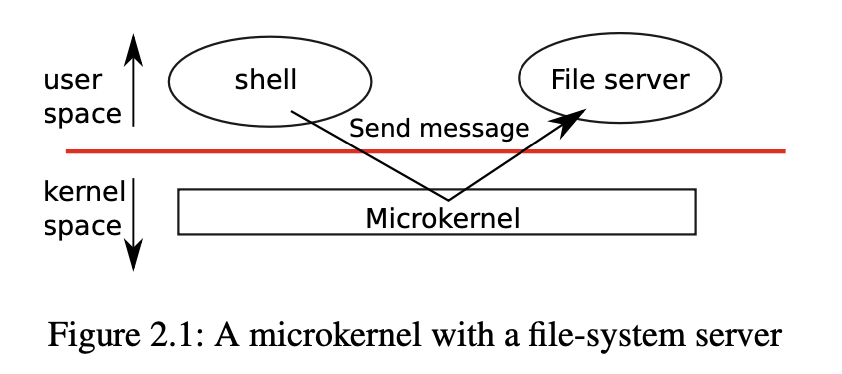 user
space
shell
File server
Send message
kernel
space
Microkernel
Figure 2.1: A microkernel with a file-system server